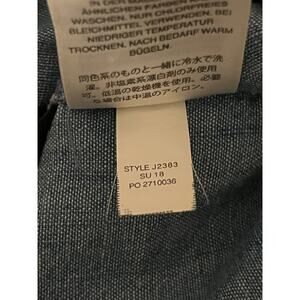 IN DER MA
ÄHNLICHEN FARBEN K
WASCHEN. NUR CHLORFREIES
BLEICHMITTEL VERWENDEN. BEI
NIEDRIGER TEMPERATUR
TROCKNEN. NACH BEDARF WARM
BÜGELN.
同色系のものと一緒に冷水で洗
濯。非塩素系漂白剤のみ使用
可。低温の乾燥機を使用。必要
な場合は中温のアイロン。
STYLE J2383
SU 18
PO 2710036